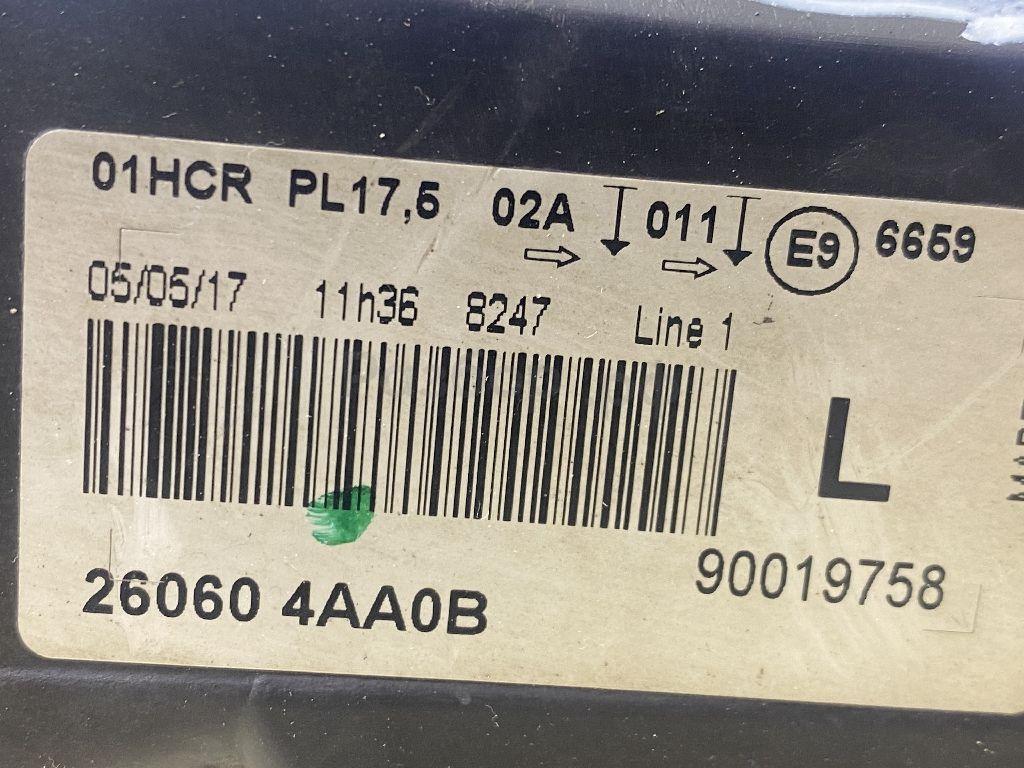 01HCR PL17,5 02A 011 E9 6659
05/05/17 11h36 8247 Line 1
L
90019758
26060 4AA0B